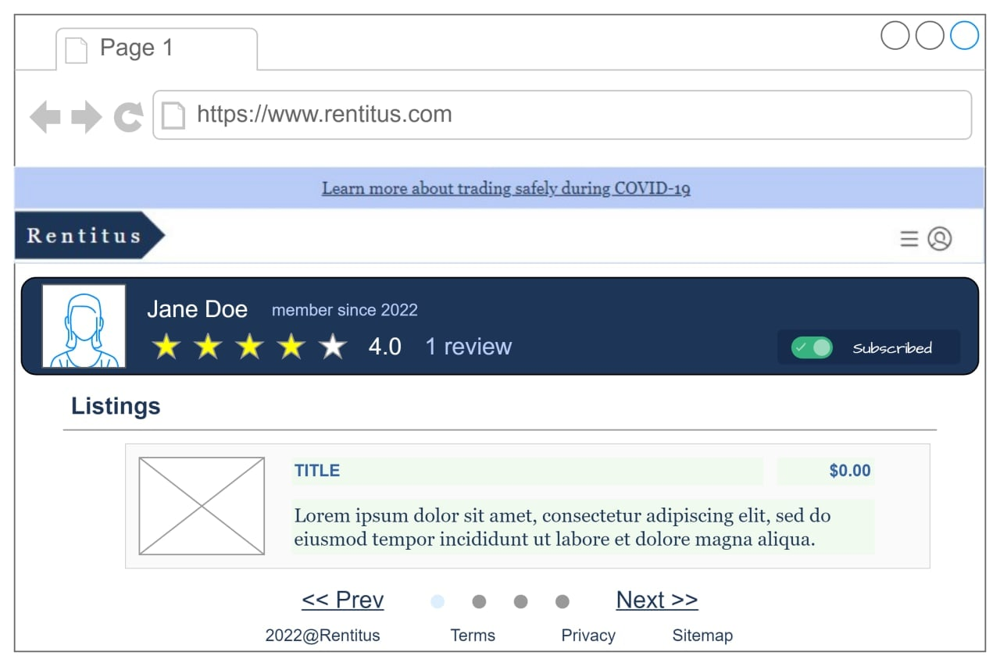 Page 1
https://www.rentitus.com
Learn more about trading safely during COVID-19
Rentitus
Jane Doe member since 2022
4.0 1 review
Subscribed
Listings
TITLE $0.00
Lorem ipsum dolor sit amet, consectetur adipiscing elit, sed do
eiusmod tempor incididunt ut labore et dolore magna aliqua.
<< Prev Next >>
2022@Rentitus Terms Privacy Sitemap